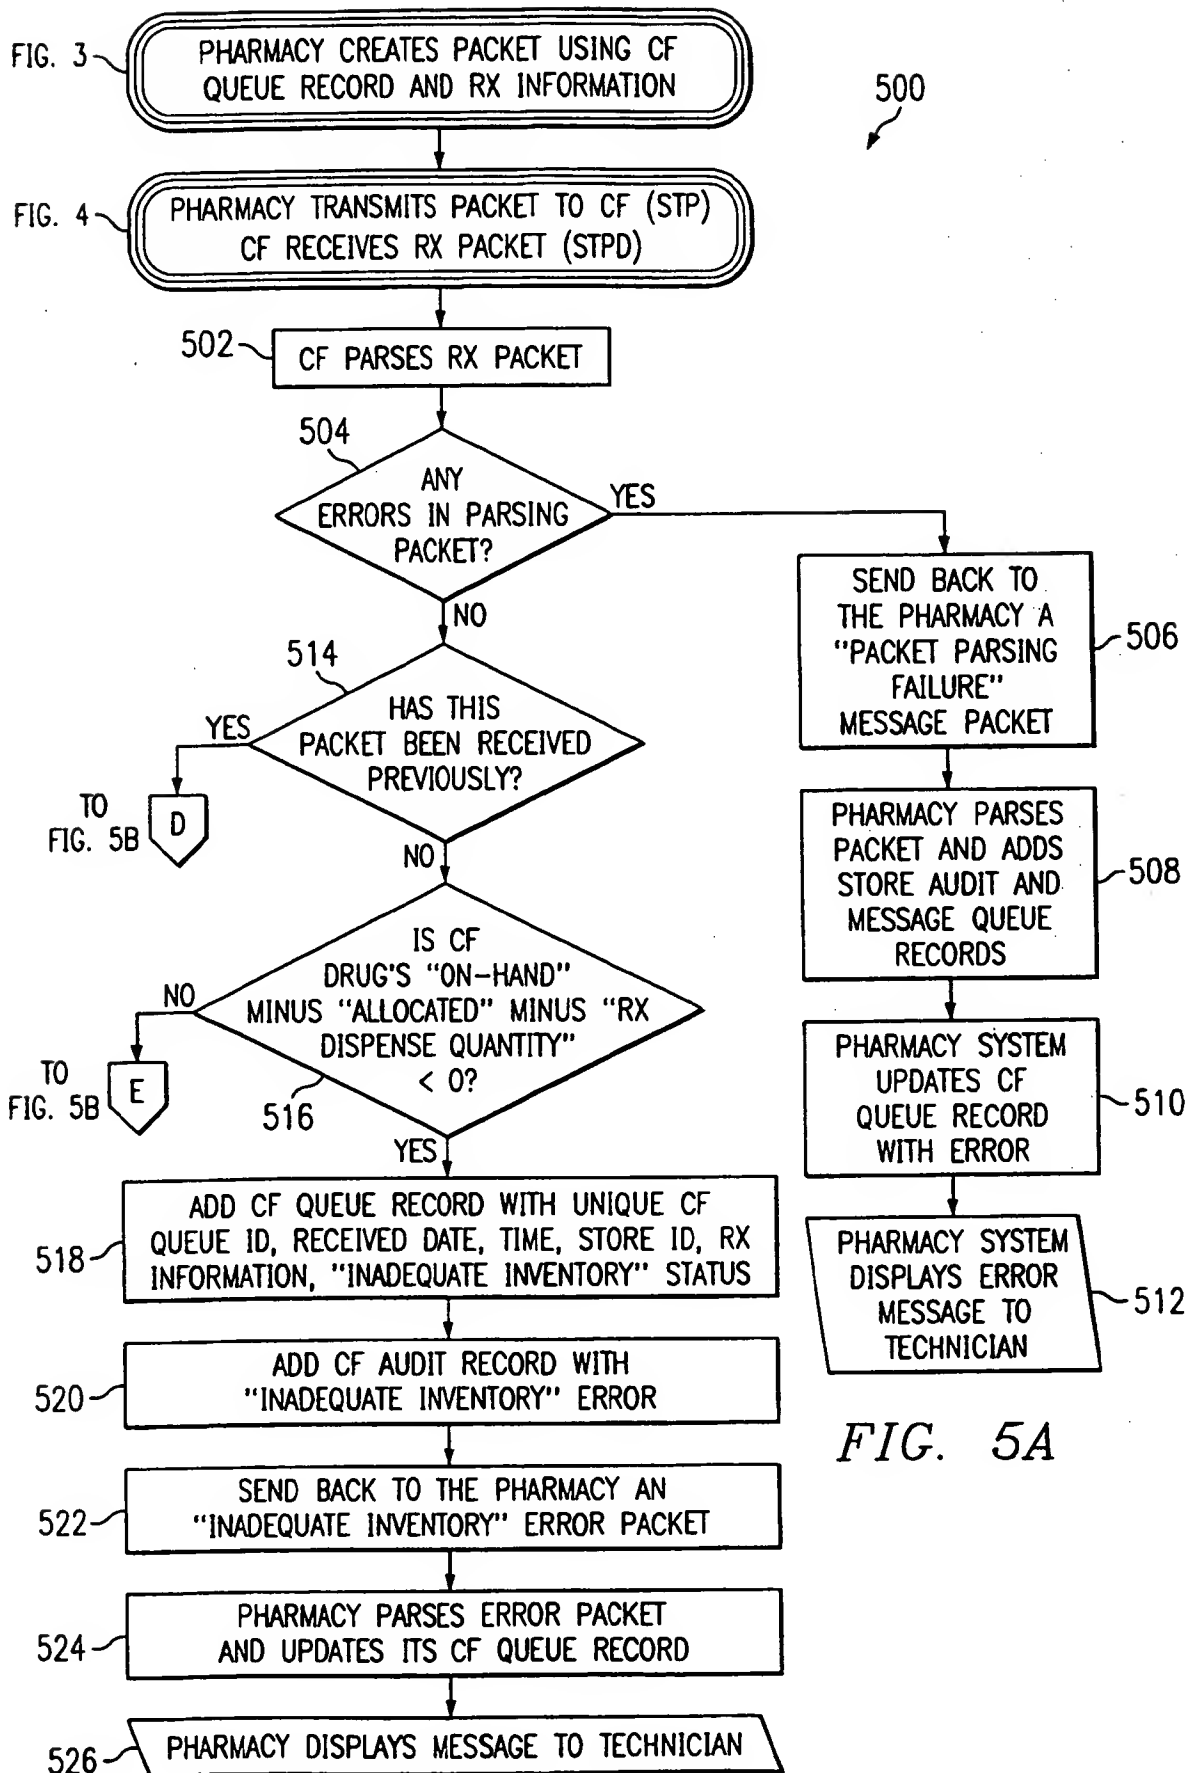 FIG. 3
PHARMACY CREATES PACKET USING CF
QUEUE RECORD AND RX INFORMATION
500
FIG. 4
PHARMACY TRANSMITS PACKET TO CF (STP)
CF RECEIVES RX PACKET (STPD)
502
CF PARSES RX PACKET
504
ANY
ERRORS IN PARSING
PACKET?
YES
NO
SEND BACK TO
THE PHARMACY A
"PACKET PARSING
FAILURE"
MESSAGE PACKET
506
514
HAS THIS
PACKET BEEN RECEIVED
PREVIOUSLY?
YES
TO
FIG. 5B
D
NO
PHARMACY PARSES
PACKET AND ADDS
STORE AUDIT AND
MESSAGE QUEUE
RECORDS
508
IS CF
DRUG'S "ON-HAND"
MINUS "ALLOCATED" MINUS "RX
DISPENSE QUANTITY"
< 0?
516
NO
TO
FIG. 5B
E
YES
PHARMACY SYSTEM
UPDATES CF
QUEUE RECORD
WITH ERROR
510
PHARMACY SYSTEM
DISPLAYS ERROR
MESSAGE TO
TECHNICIAN
512
518
ADD CF QUEUE RECORD WITH UNIQUE CF
QUEUE ID, RECEIVED DATE, TIME, STORE ID, RX
INFORMATION, "INADEQUATE INVENTORY" STATUS
520
ADD CF AUDIT RECORD WITH
"INADEQUATE INVENTORY" ERROR
FIG. 5A
522
SEND BACK TO THE PHARMACY AN
"INADEQUATE INVENTORY" ERROR PACKET
524
PHARMACY PARSES ERROR PACKET
AND UPDATES ITS CF QUEUE RECORD
526
PHARMACY DISPLAYS MESSAGE TO TECHNICIAN